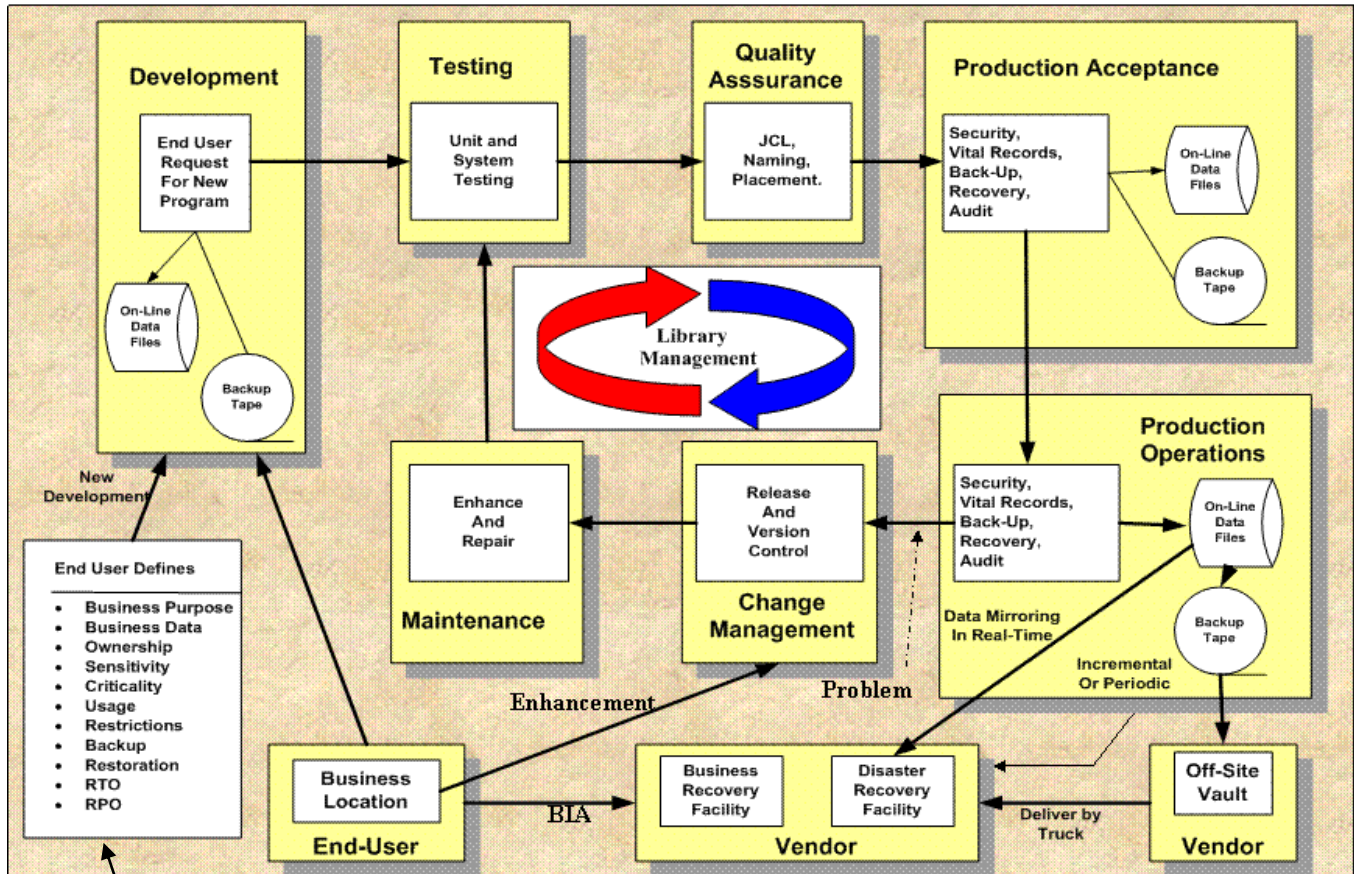 Development
End User
Request
For New
Program
On-Line
Data
Files
Backup
Tape
Testing
Unit and
System
Testing
Quality
Asssurance
JCL,
Naming,
Placement.
Production Acceptance
Security,
Vital Records,
Back-Up,
Recovery,
Audit
On-Line
Data
Files
Backup
Tape
Library
Management
New
Development
End User Defines
• Business Purpose
• Business Data
• Ownership
• Sensitivity
• Criticality
• Usage
• Restrictions
• Backup
• Restoration
• RTO
• RPO
Enhance
And
Repair
Maintenance
Release
And
Version
Control
Change
Management
Production
Operations
Security,
Vital Records,
Back-Up,
Recovery,
Audit
On-Line
Data
Files
Backup
Tape
Data Mirroring
In Real-Time
Incremental
Or Periodic
Problem
Enhancement
Business
Location
End-User
BIA
Business
Recovery
Facility
Disaster
Recovery
Facility
Vendor
Deliver by
Truck
Off-Site
Vault
Vendor